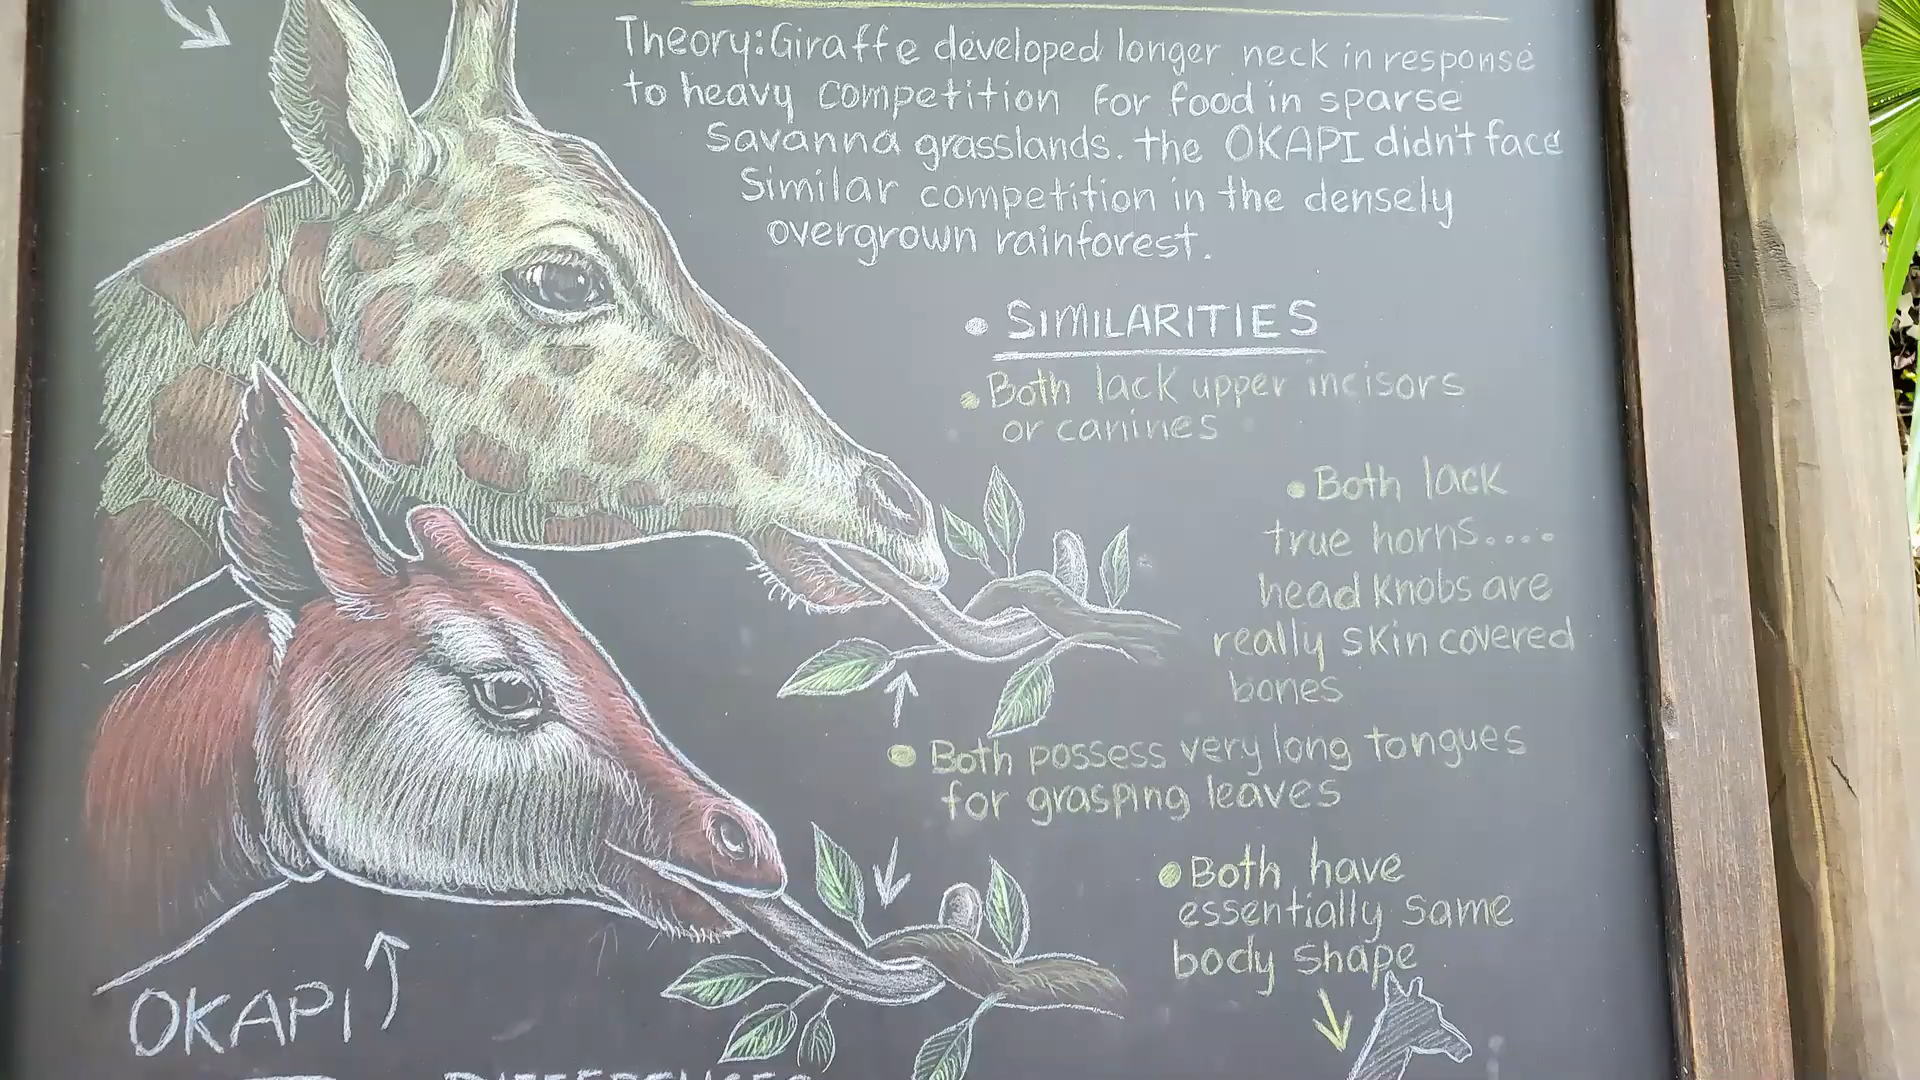 Theory: Giraffe developed longer neck in response
to heavy competition for food in sparse
Savanna grasslands. the OKAPI didn't face
Similar competition in the densely
overgrown rainforest.
• SIMILARITIES
• Both lack upper incisors
or canines
• Both lack
true horns....
head knobs are
really skin covered
bones
• Both possess very long tongues
for grasping leaves
• Both have
essentially same
body shape
OKAPI
DIFFERENCES